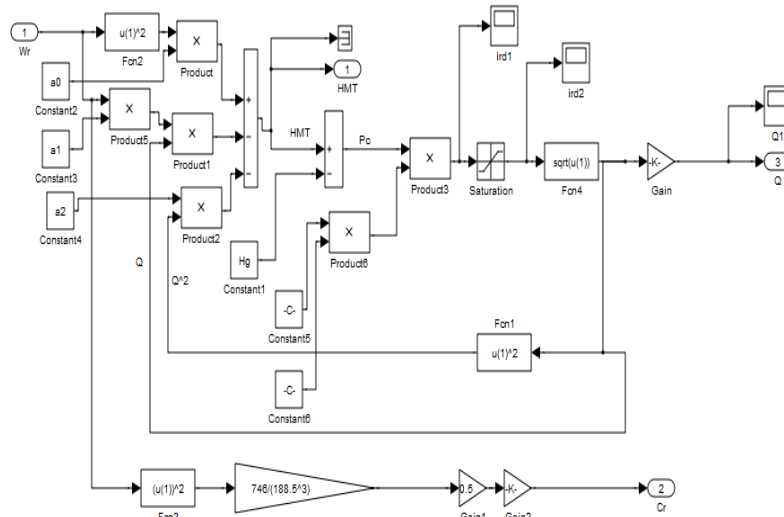 1
Wr
u(1)^2
Fcn2
X
Product
a0
Constant2
X
Product5
a1
Constant3
X
Product1
a2
Constant4
X
Product2
+
−
−
1
HMT
HMT
+
−
Pc
ird1
ird2
X
Product3
Saturation
sqrt(u(1))
Fcn4
-K-
Gain
Q1
3
Q
Q
Q^2
Hg
Constant1
X
Product6
-C-
Constant5
-C-
Constant6
Fcn1
u(1)^2
(u(1))^2
Fcn3
746/(188.5^3)
0.5
Gain1
-K-
Gain2
2
Cr